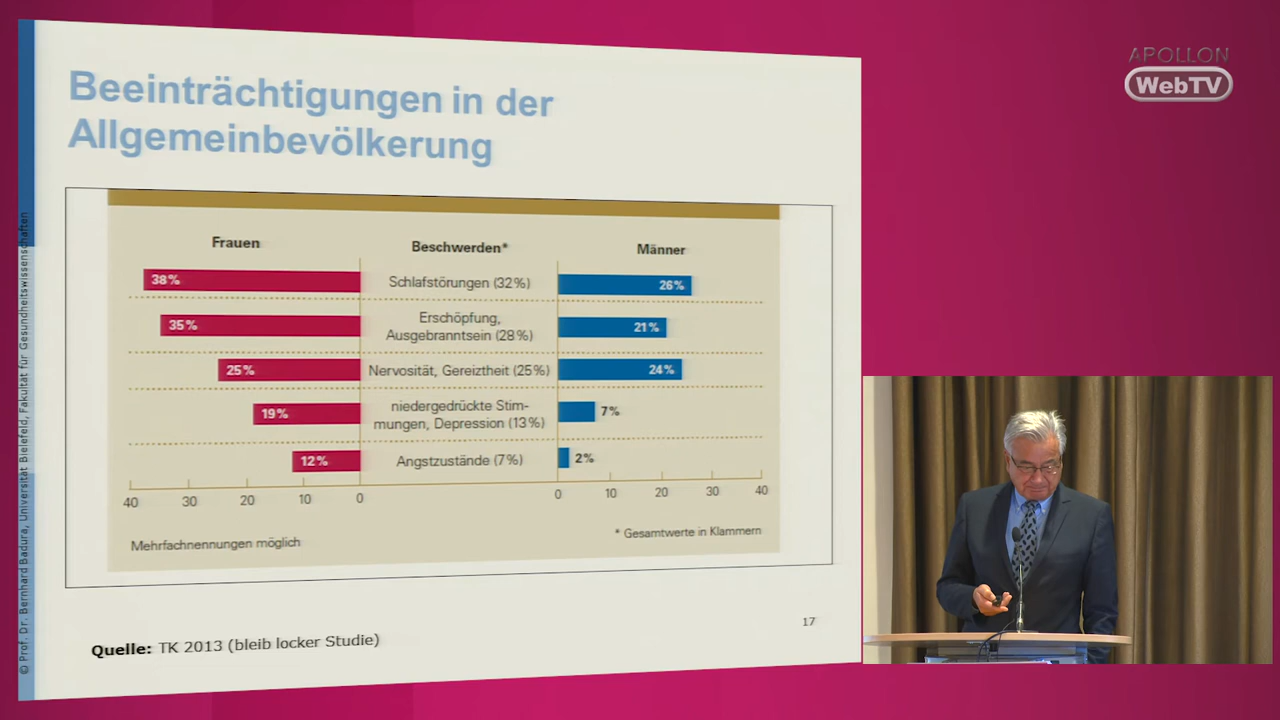 APOLLON
WebTV
Beeinträchtigungen in der
Allgemeinbevölkerung
Frauen
Beschwerden*
Männer
38%
Schlafstörungen (32%)
26%
35%
Erschöpfung,
Ausgebranntsein (28%)
21%
25%
Nervosität, Gereiztheit (25%)
24%
19%
niedergedrückte Stim-
mungen, Depression (13%)
7%
12%
Angstzustände (7%)
2%
40 30 20 10 0
0 10 20 30 40
Mehrfachnennungen möglich
* Gesamtwerte in Klammern
17
Quelle: TK 2013 (bleib locker Studie)
© Prof. Dr. Bernhard Badura, Universität Bielefeld, Fakultät für Gesundheitswissenschaften